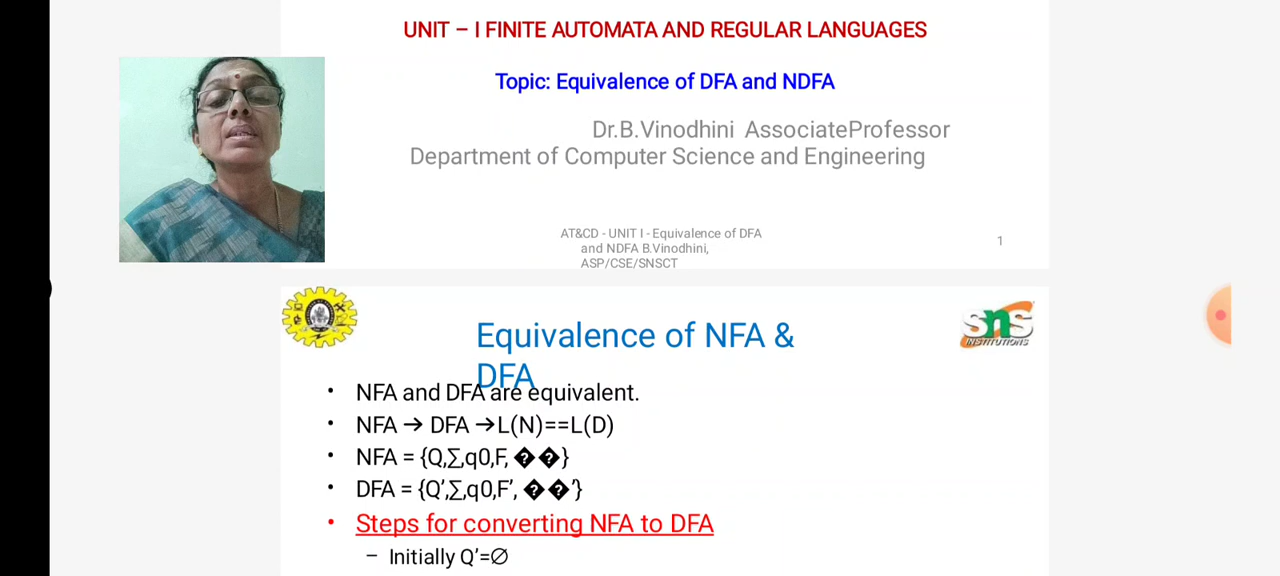 UNIT – I FINITE AUTOMATA AND REGULAR LANGUAGES
Topic: Equivalence of DFA and NDFA
Dr.B.Vinodhini AssociateProfessor
Department of Computer Science and Engineering
AT&CD - UNIT I - Equivalence of DFA
and NDFA B.Vinodhini,
ASP/CSE/SNSCT
1
SNS
INSTITUTIONS
Equivalence of NFA &
DFA
• NFA and DFA are equivalent.
• NFA → DFA →L(N)==L(D)
• NFA = {Q,∑,q0,F, ��}
• DFA = {Q’,∑,q0,F’, ��’}
• Steps for converting NFA to DFA
– Initially Q’=∅